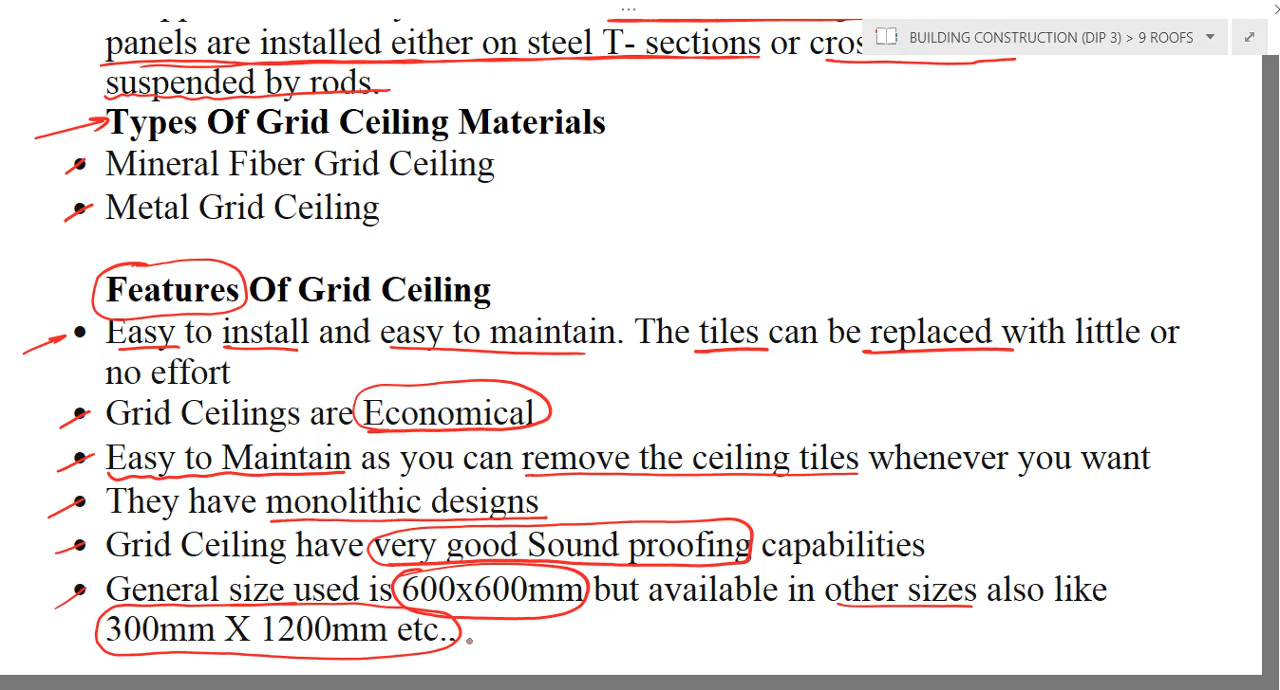 ...
BUILDING CONSTRUCTION (DIP 3) > 9 ROOFS
panels are installed either on steel T- sections or
suspended by rods.
Types Of Grid Ceiling Materials
• Mineral Fiber Grid Ceiling
• Metal Grid Ceiling
Features Of Grid Ceiling
• Easy to install and easy to maintain. The tiles can be replaced with little or
no effort
• Grid Ceilings are Economical
• Easy to Maintain as you can remove the ceiling tiles whenever you want
• They have monolithic designs
• Grid Ceiling have very good Sound proofing capabilities
• General size used is 600x600mm but available in other sizes also like
300mm X 1200mm etc.,